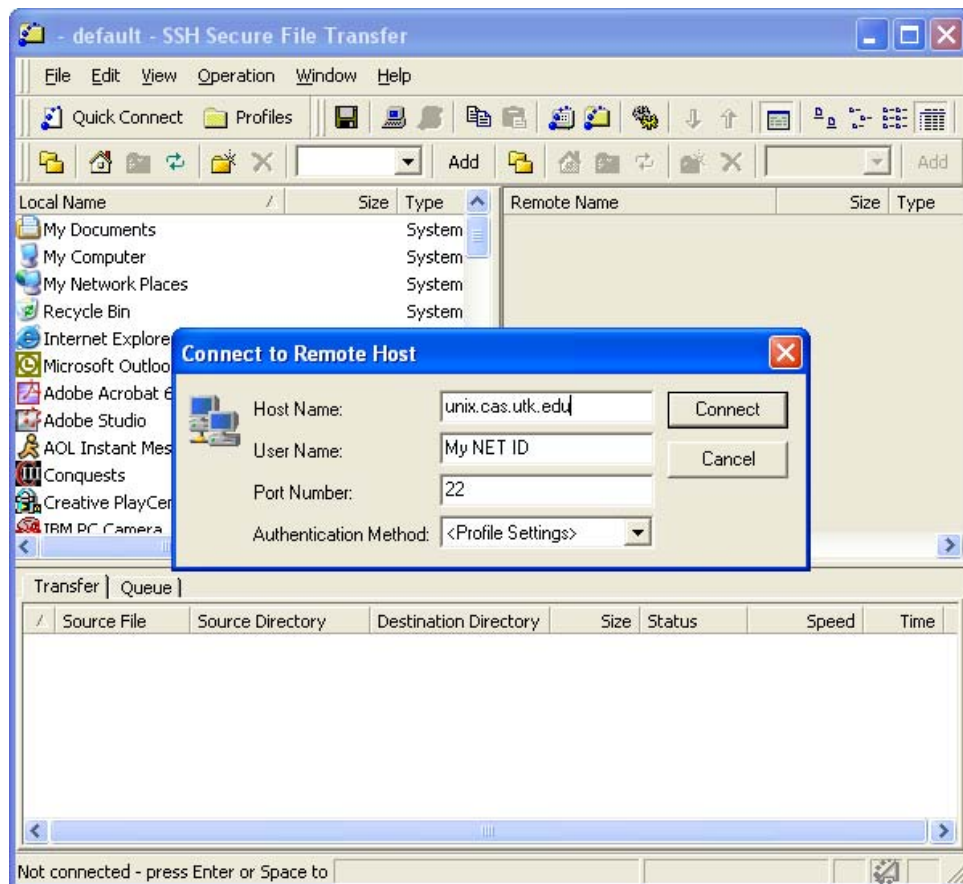 - default - SSH Secure File Transfer
File Edit View Operation Window Help
Quick Connect Profiles
Add Add
Local Name Size Type Remote Name Size Type
My Documents System
My Computer System
My Network Places System
Recycle Bin System
Internet Explore
Microsoft Outloo
Adobe Acrobat 6
Adobe Studio
AOL Instant Mes
Conquests
Creative PlayCen
IBM PC Camera
Connect to Remote Host
Host Name: unix.cas.utk.edu Connect
User Name: My NET ID Cancel
Port Number: 22
Authentication Method: <Profile Settings>
Transfer Queue
/ Source File Source Directory Destination Directory Size Status Speed Time
Not connected - press Enter or Space to